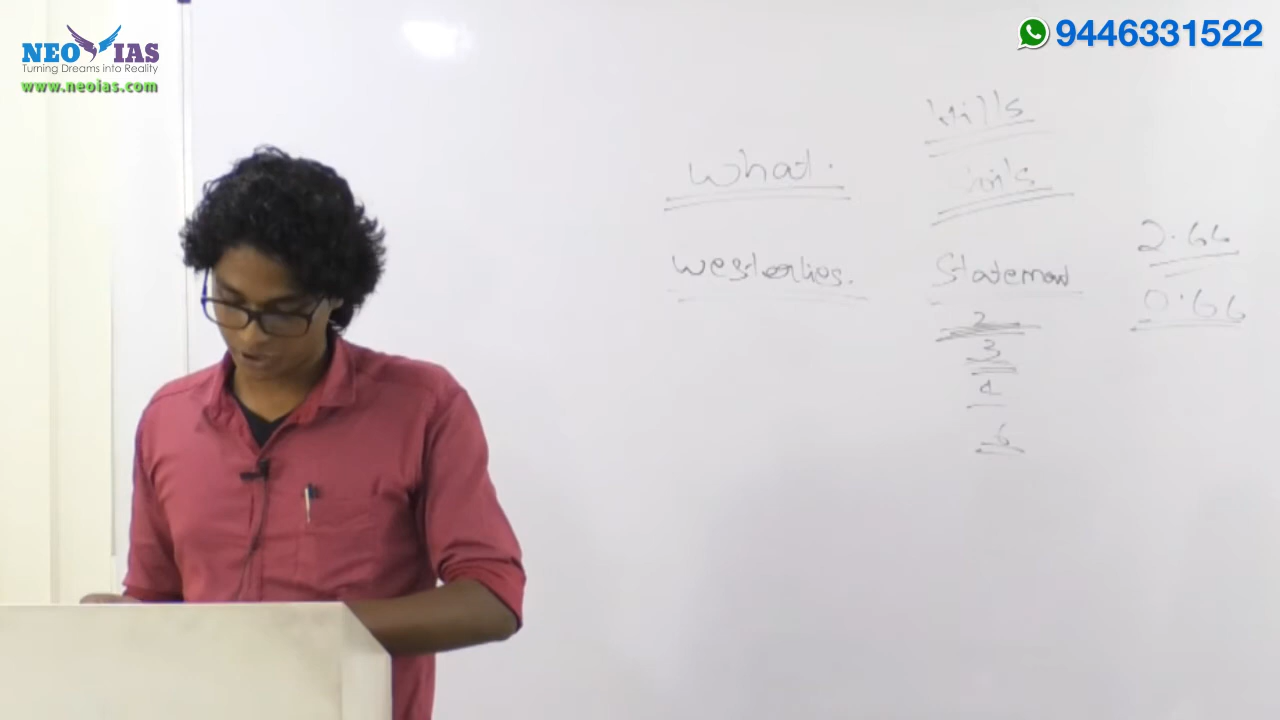 NEO IAS
Turning Dreams into Reality
www.neoias.com
9446331522
hills
what.
westerlies.
Statement
2
3
4
6
2.66
0.66